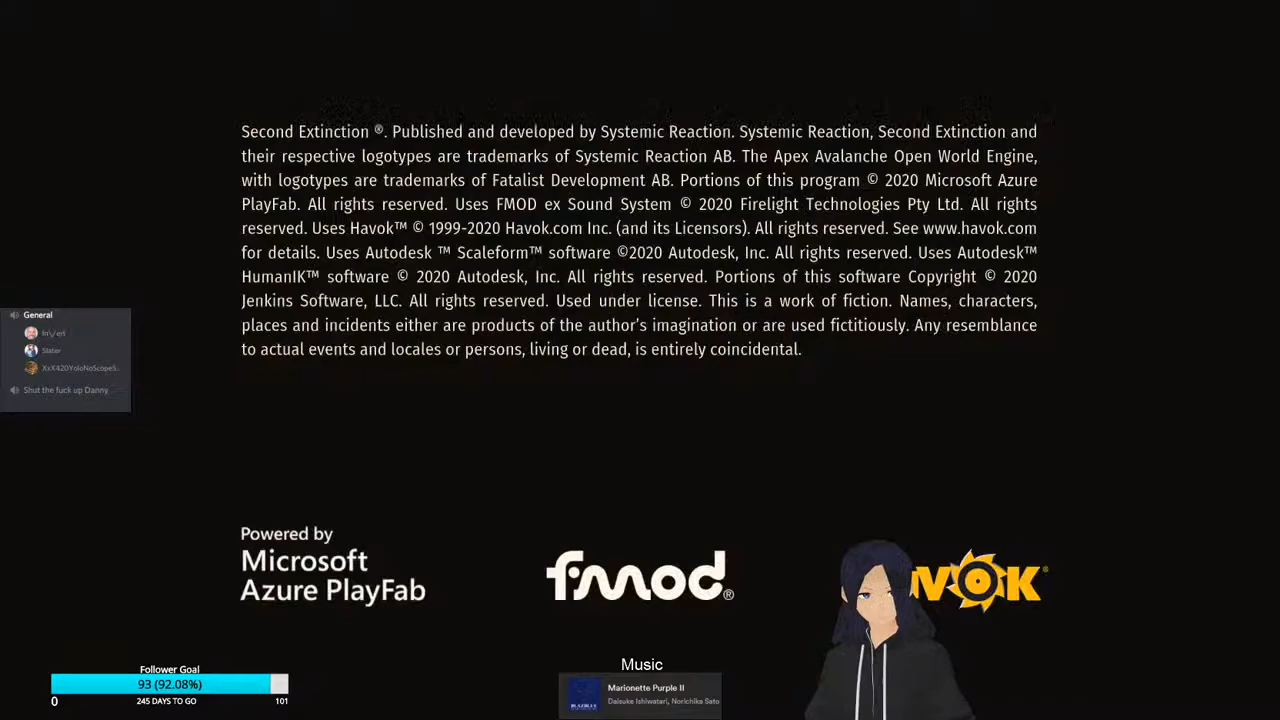 Second Extinction ®. Published and developed by Systemic Reaction. Systemic Reaction, Second Extinction and
their respective logotypes are trademarks of Systemic Reaction AB. The Apex Avalanche Open World Engine,
with logotypes are trademarks of Fatalist Development AB. Portions of this program © 2020 Microsoft Azure
PlayFab. All rights reserved. Uses FMOD ex Sound System © 2020 Firelight Technologies Pty Ltd. All rights
reserved. Uses Havok™ © 1999-2020 Havok.com Inc. (and its Licensors). All rights reserved. See www.havok.com
for details. Uses Autodesk ™ Scaleform™ software ©2020 Autodesk, Inc. All rights reserved. Uses Autodesk™
HumanIK™ software © 2020 Autodesk, Inc. All rights reserved. Portions of this software Copyright © 2020
Jenkins Software, LLC. All rights reserved. Used under license. This is a work of fiction. Names, characters,
places and incidents either are products of the author's imagination or are used fictitiously. Any resemblance
to actual events and locales or persons, living or dead, is entirely coincidental.
General
Slatier
XxX420YoloNoScopeS..
Shut the fuck up Danny
Powered by
Microsoft
Azure PlayFab
fmod®
VOK®
Follower Goal
93 (92.08%)
0
245 DAYS TO GO
101
Music
Marionette Purple II
Daisuke Ishiwatari, Norichika Sato
BLAZBLUE